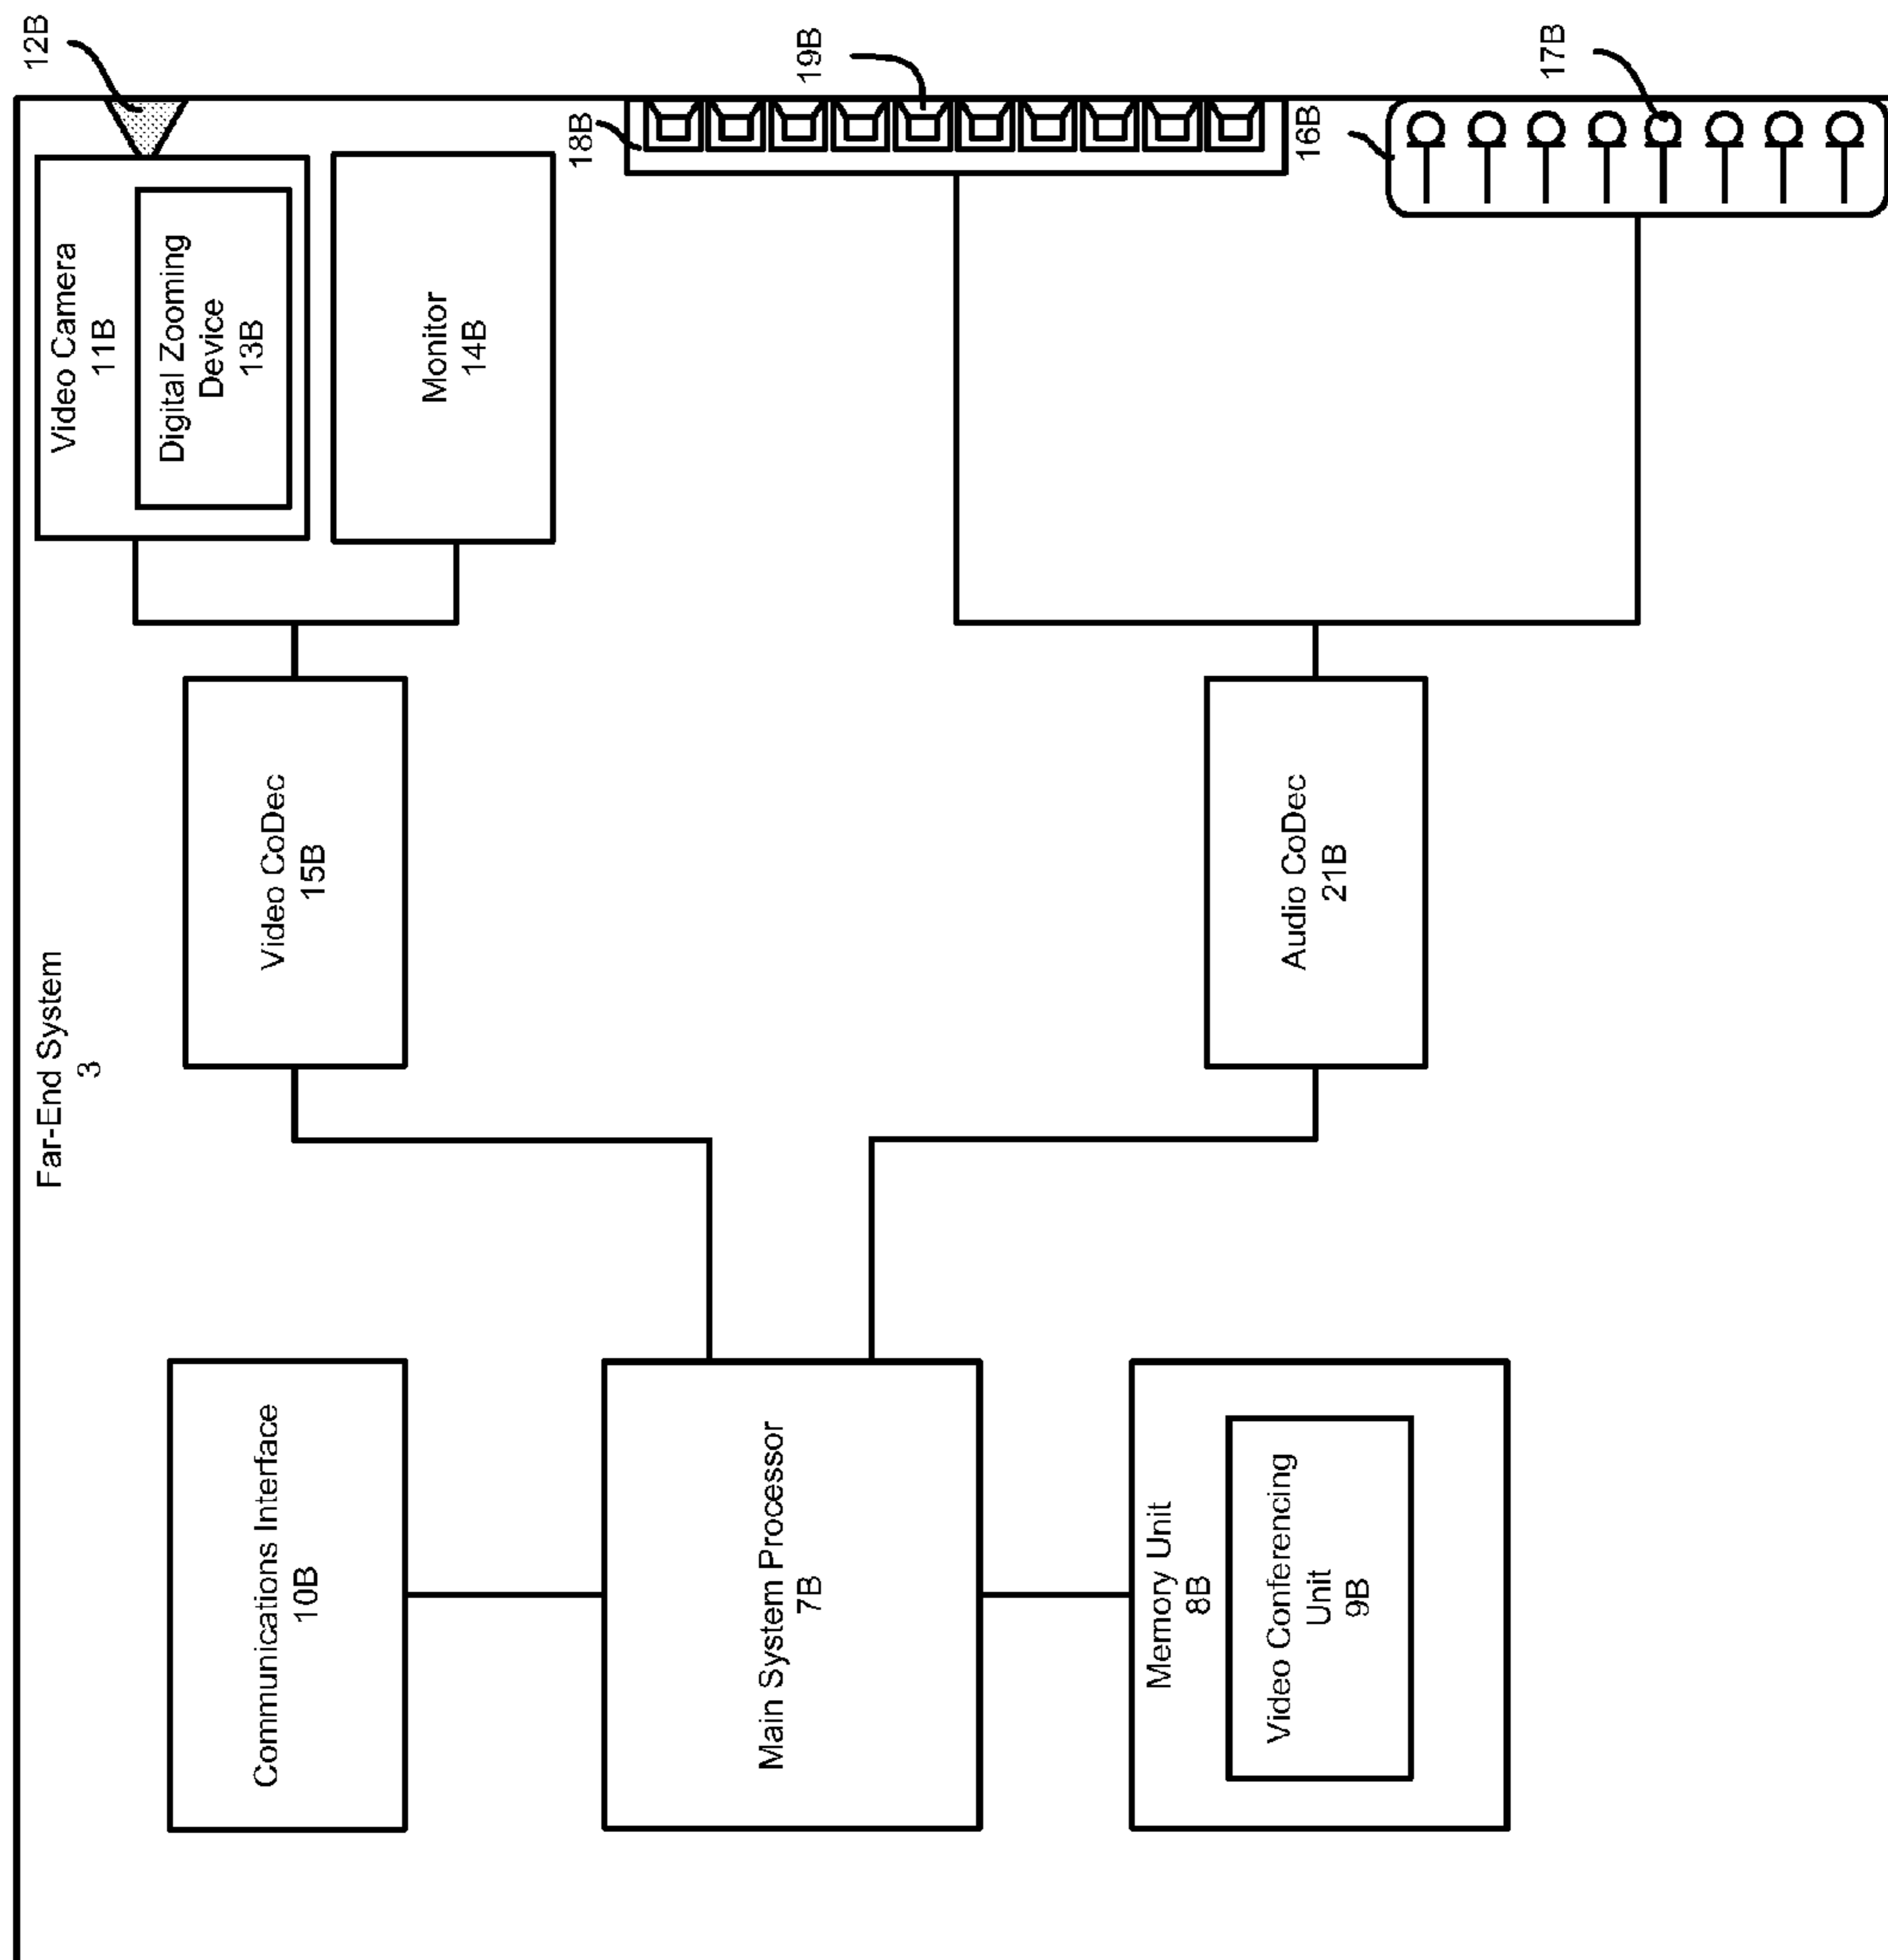 Far-End System
3
Communications Interface
10B
Main System Processor
7B
Memory Unit
8B
Video Conferencing
Unit
9B
Video CoDec
15B
Audio CoDec
21B
Video Camera
11B
Digital Zooming
Device
13B
Monitor
14B
12B
18B
19B
16B
17B